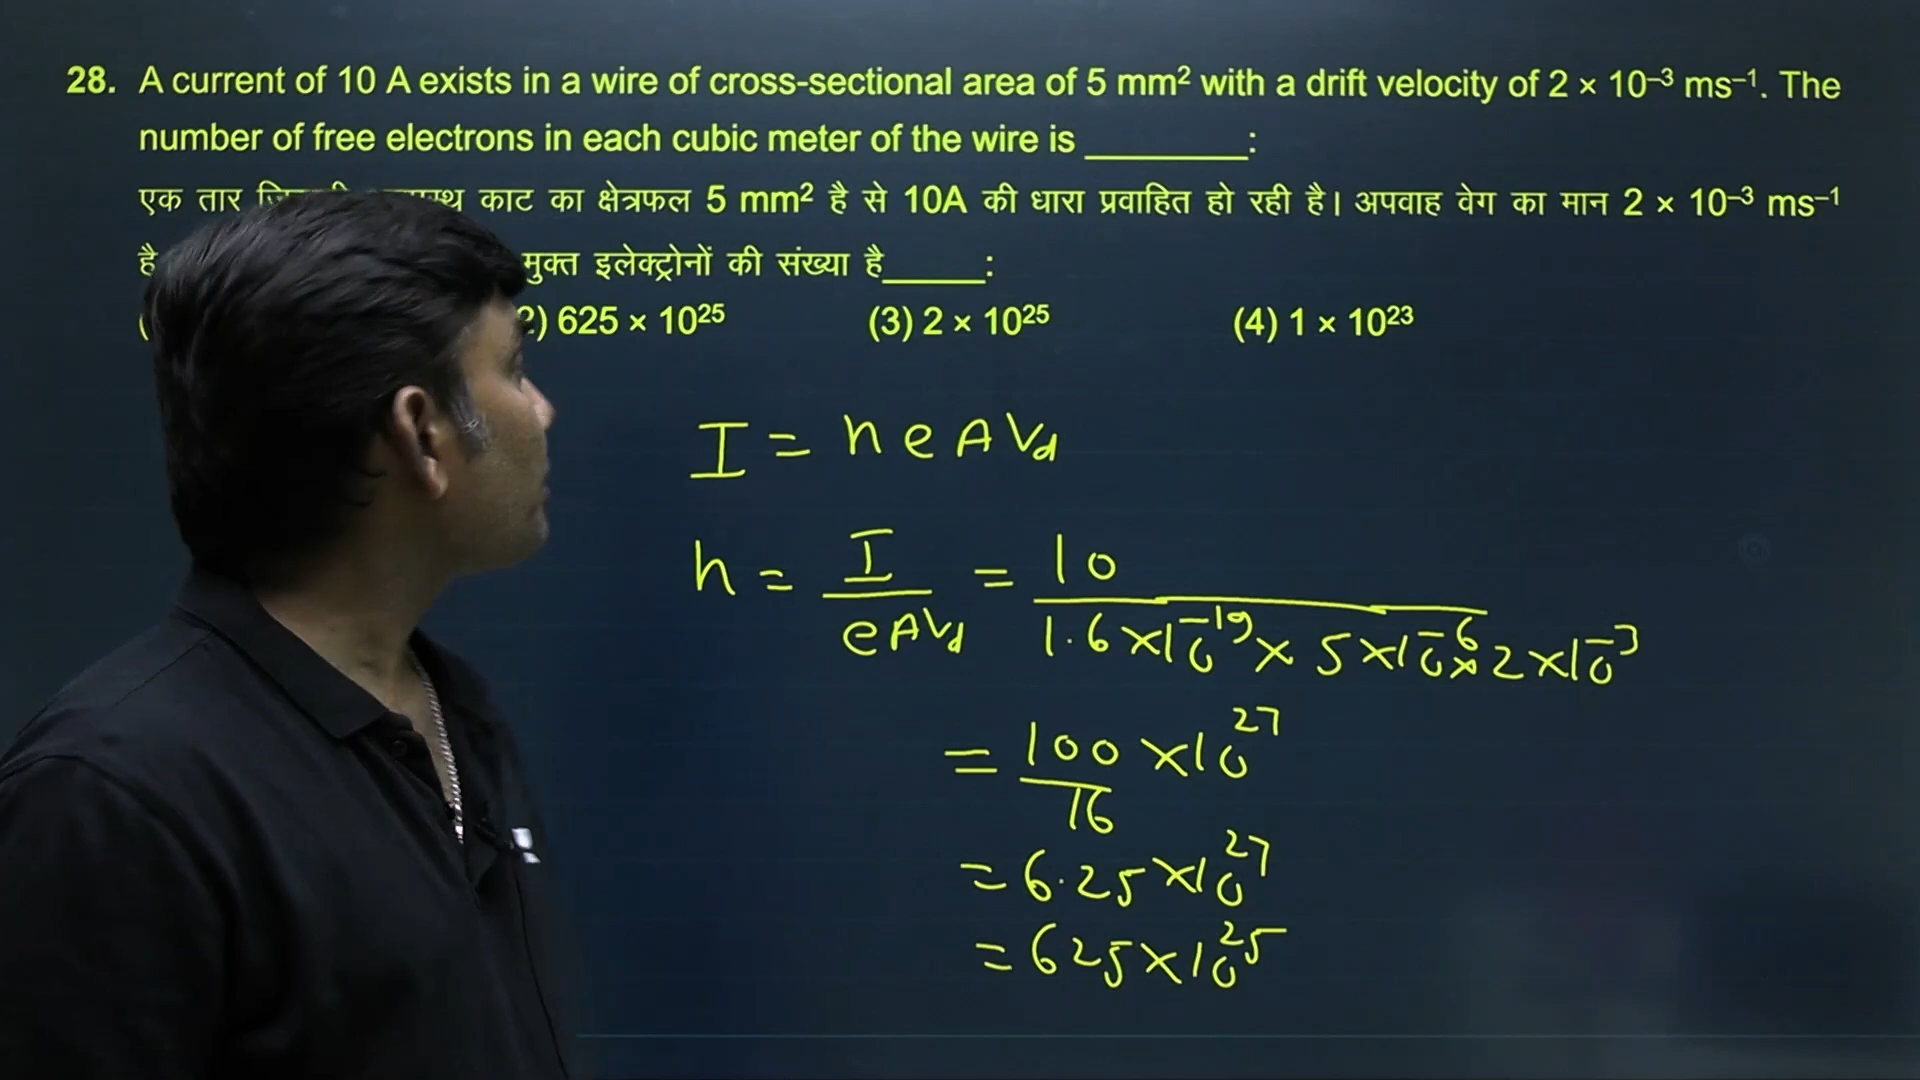 28. A current of 10 A exists in a wire of cross-sectional area of 5 mm² with a drift velocity of 2 × 10⁻³ ms⁻¹. The
number of free electrons in each cubic meter of the wire is ________:
एक तार काट का क्षेत्रफल 5 mm² है से 10A की धारा प्रवाहित हो रही है। अपवाह वेग का मान 2 × 10⁻³ ms⁻¹
है मुक्त इलेक्ट्रोनों की संख्या है_____:
2) 625 × 10²⁵ (3) 2 × 10²⁵ (4) 1 × 10²³
I = neAVd
n = I/eAVd = 10/1.6×10⁻¹⁹ × 5×10⁻⁶ × 2×10⁻³
= 100/16 ×10²⁷
= 6.25×10²⁷
= 625×10²⁵